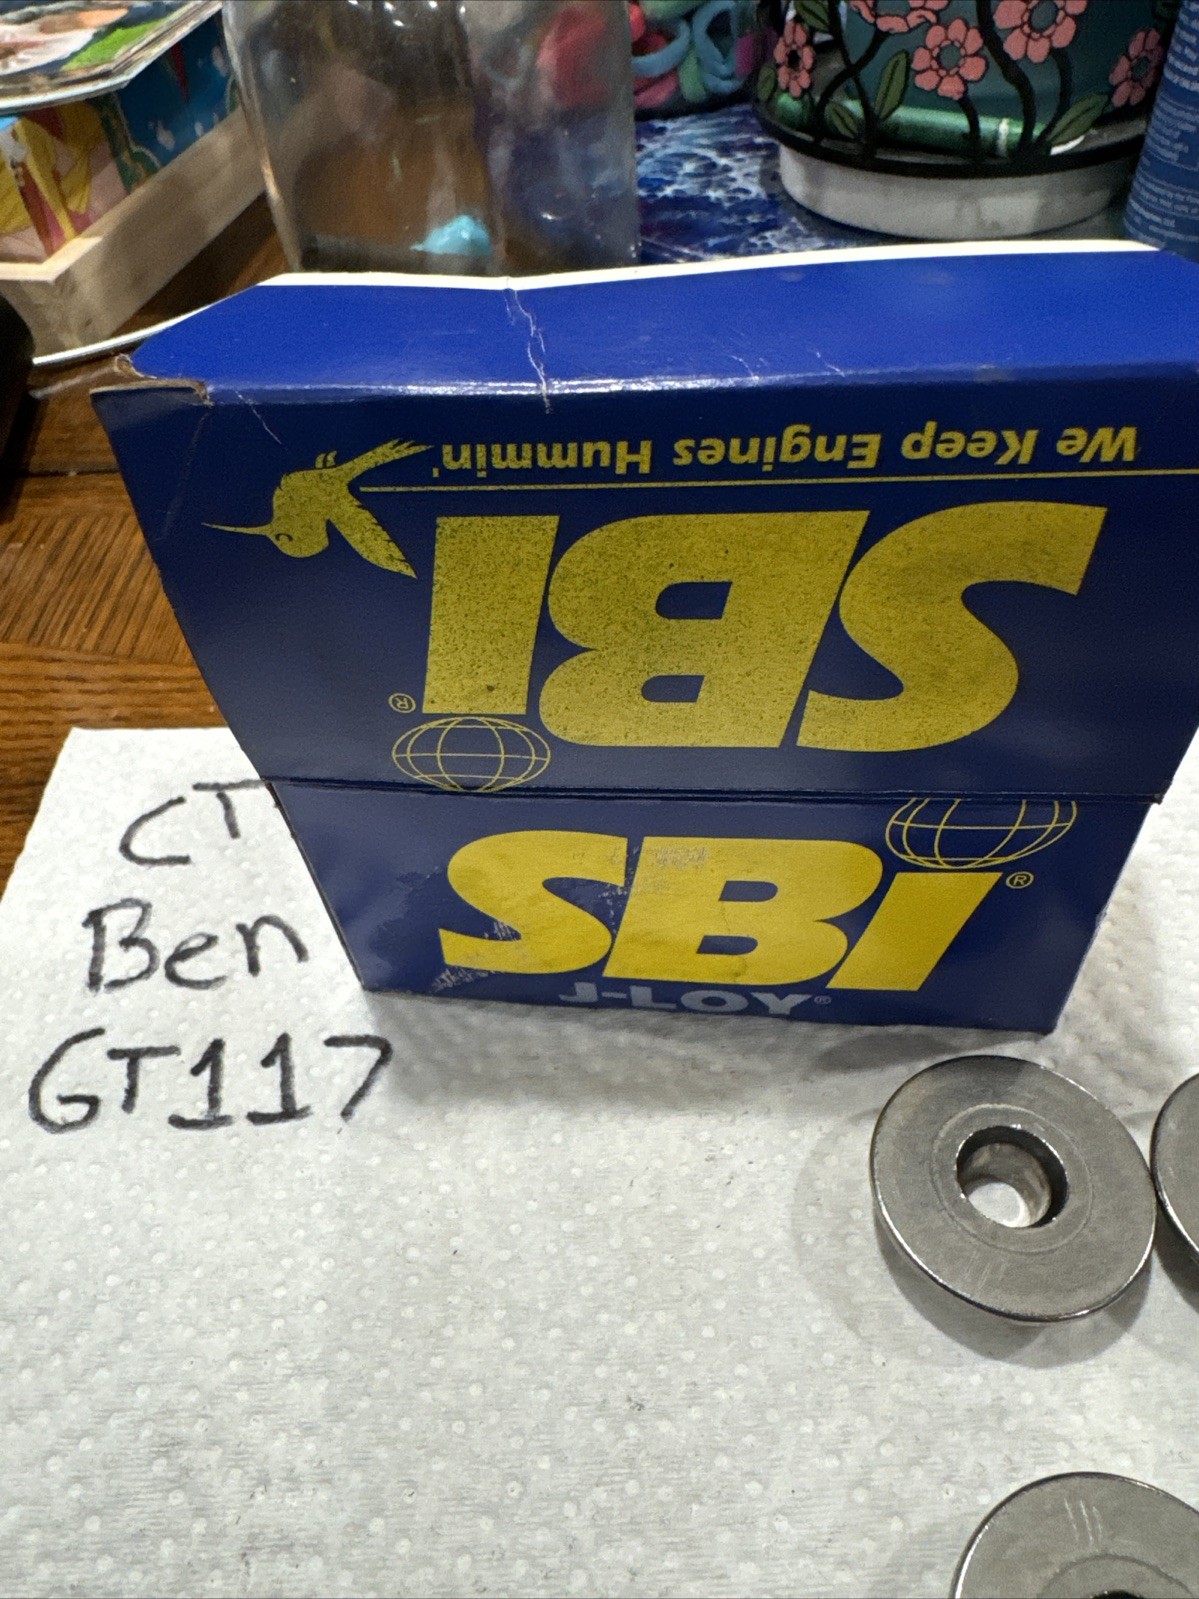 We Keep Engines Hummin'
SBI®
SBI®
J-LOY®
CT
Ben
GT117